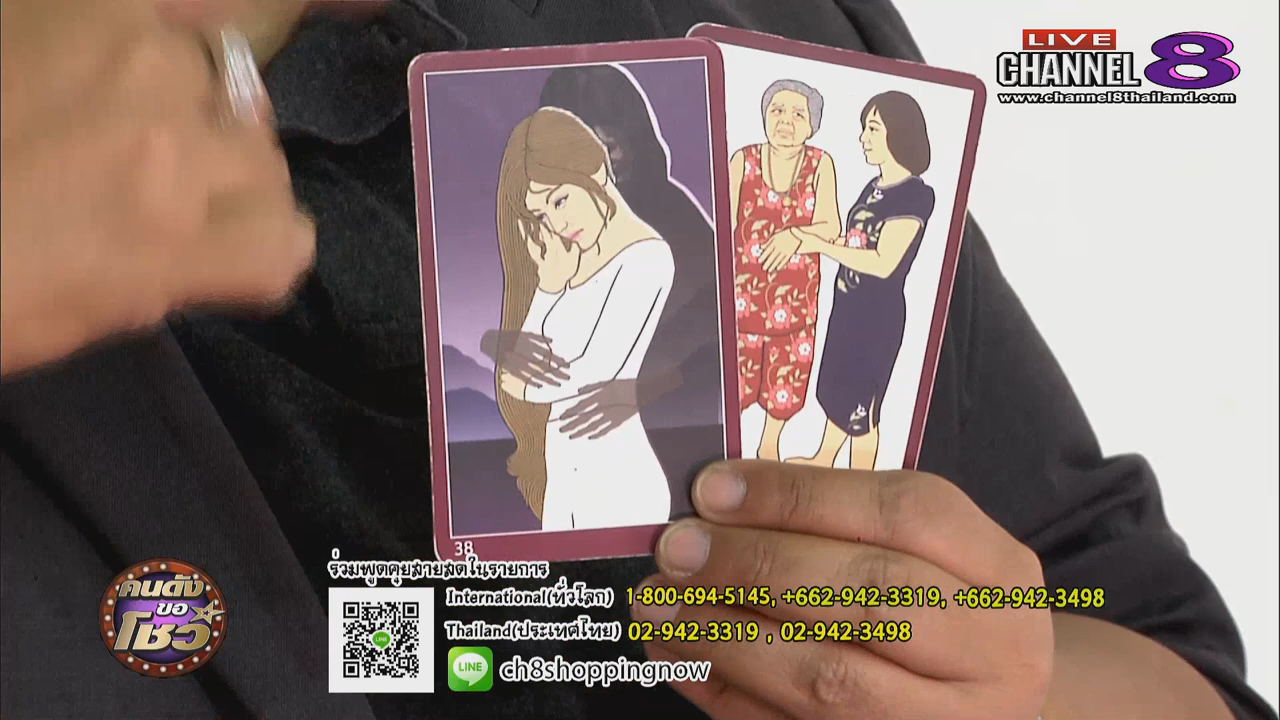 LIVE
CHANNEL 8
www.channel8thailand.com
38
ร่วมพูดคุยสายสดในรายการ
International(ทั่วโลก) 1-800-694-5145, +662-942-3319, +662-942-3498
Thailand(ประเทศไทย) 02-942-3319 , 02-942-3498
LINE ch8shoppingnow
คนดัง
ขอ
โชว์
LINE